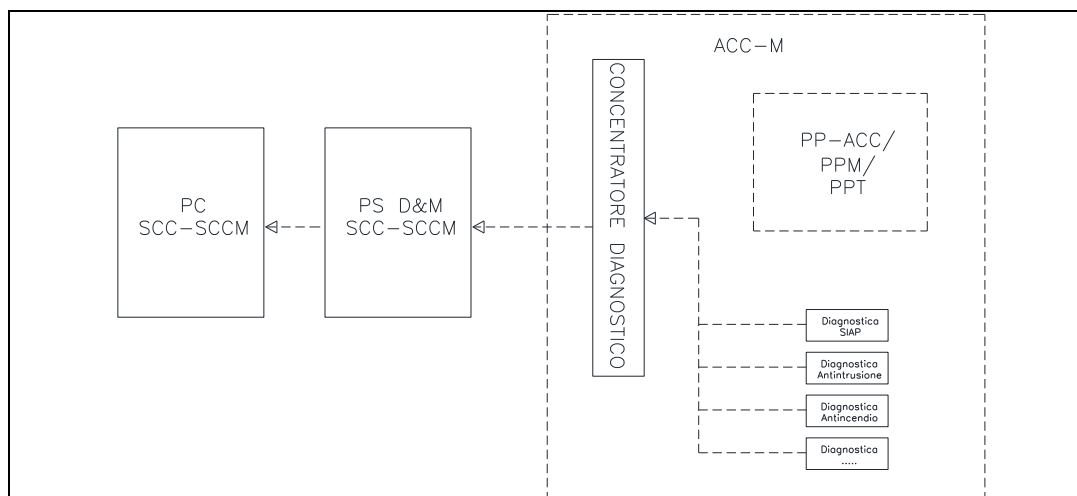 ACC-M
CONCENTRATORE DIAGNOSTICO
PP-ACC/
PPM/
PPT
PC
SCC-SCCM
PS D&M
SCC-SCCM
Diagnostica
SIAP
Diagnostica
Antintrusione
Diagnostica
Antincendio
Diagnostica
.....